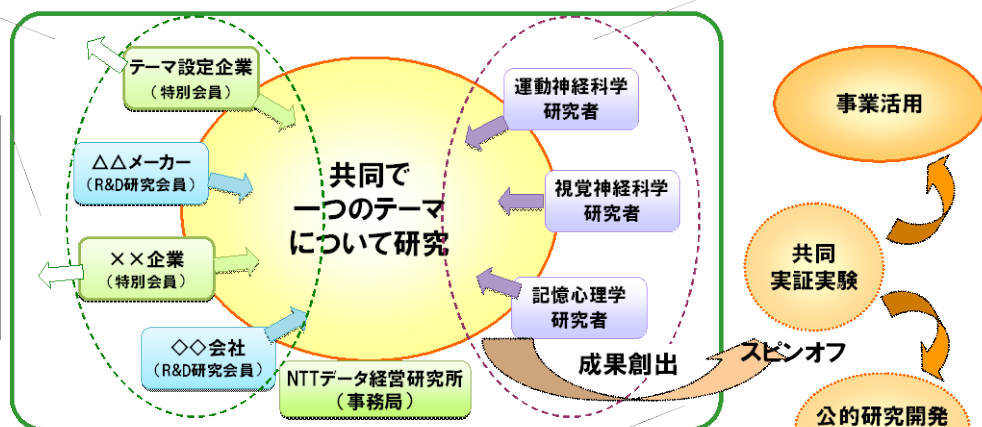 テーマ設定企業
（特別会員）
△△メーカー
（R&D研究会員）
××企業
（特別会員）
◇◇会社
（R&D研究会員）
共同で
一つのテーマ
について研究
運動神経科学
研究者
視覚神経科学
研究者
記憶心理学
研究者
NTTデータ経営研究所
（事務局）
成果創出
スピンオフ
事業活用
共同
実証実験
公的研究開発